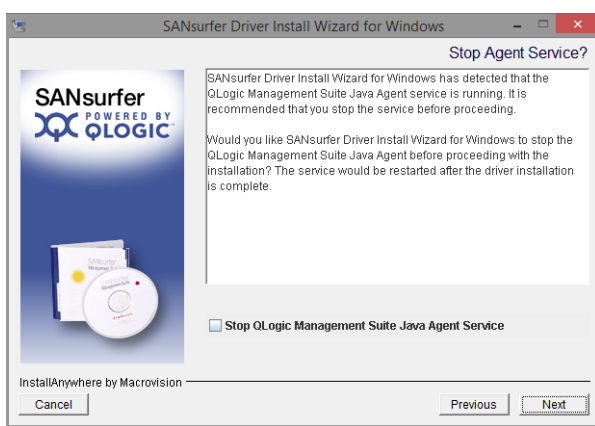 SANsurfer Driver Install Wizard for Windows
Stop Agent Service?
SANsurfer
POWERED BY
QLOGIC
SANsurfer Driver Install Wizard for Windows has detected that the
QLogic Management Suite Java Agent service is running. It is
recommended that you stop the service before proceeding.
Would you like SANsurfer Driver Install Wizard for Windows to stop the
QLogic Management Suite Java Agent before proceeding with the
installation? The service would be restarted after the driver installation
is complete.
Stop QLogic Management Suite Java Agent Service
InstallAnywhere by Macrovision
Cancel
Previous
Next